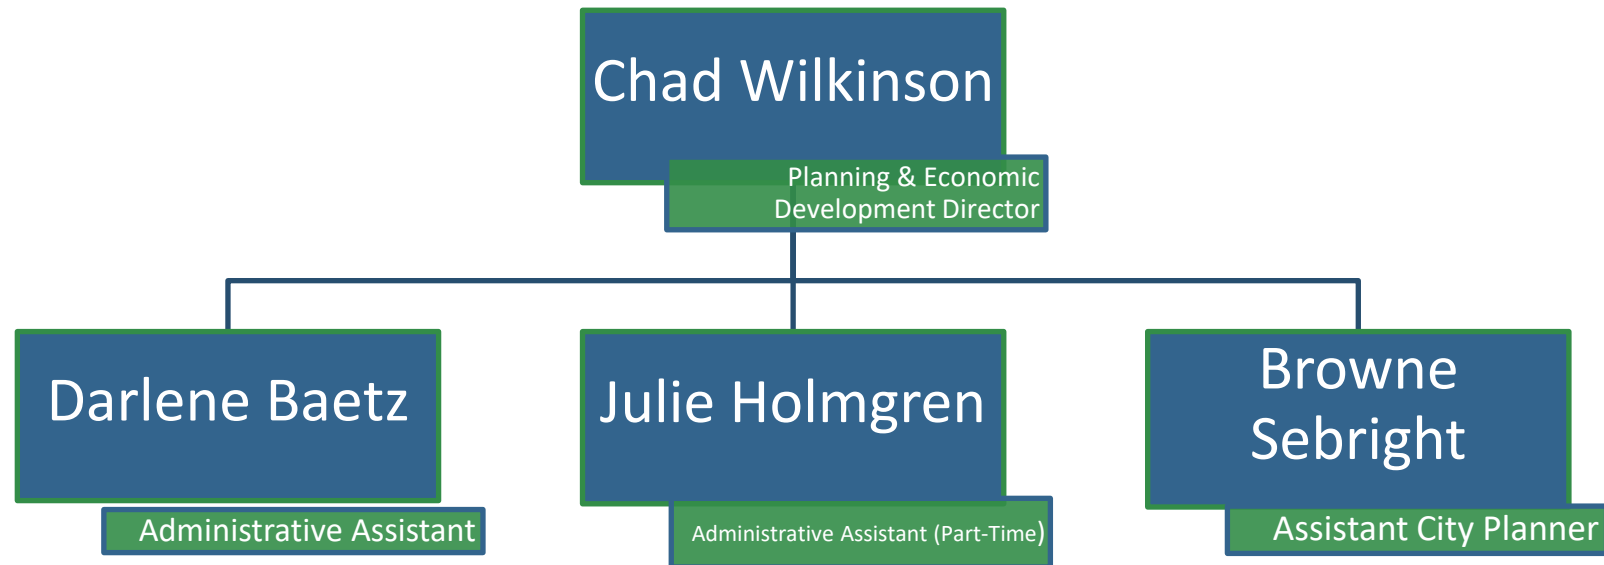 Chad Wilkinson
Planning & Economic
Development Director
Darlene Baetz
Administrative Assistant
Julie Holmgren
Administrative Assistant (Part-Time)
Browne
Sebright
Assistant City Planner